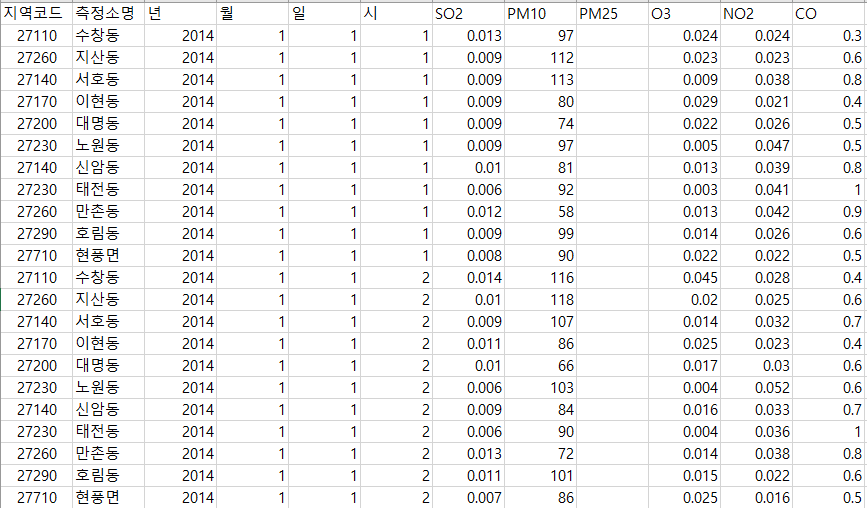 지역코드 측정소명 년 월 일 시 SO2 PM10 PM25 O3 NO2 CO
27110 수창동 2014 1 1 1 0.013 97 0.024 0.024 0.3
27260 지산동 2014 1 1 1 0.009 112 0.023 0.023 0.6
27140 서호동 2014 1 1 1 0.009 113 0.009 0.038 0.8
27170 이현동 2014 1 1 1 0.009 80 0.029 0.021 0.4
27200 대명동 2014 1 1 1 0.009 74 0.022 0.026 0.5
27230 노원동 2014 1 1 1 0.009 97 0.005 0.047 0.5
27140 신암동 2014 1 1 1 0.01 81 0.013 0.039 0.8
27230 태전동 2014 1 1 1 0.006 92 0.003 0.041 1
27260 만촌동 2014 1 1 1 0.012 58 0.013 0.042 0.9
27290 호림동 2014 1 1 1 0.009 99 0.014 0.026 0.6
27710 현풍면 2014 1 1 1 0.008 90 0.022 0.022 0.5
27110 수창동 2014 1 1 2 0.014 116 0.045 0.028 0.4
27260 지산동 2014 1 1 2 0.01 118 0.02 0.025 0.6
27140 서호동 2014 1 1 2 0.009 107 0.014 0.032 0.7
27170 이현동 2014 1 1 2 0.011 86 0.025 0.023 0.4
27200 대명동 2014 1 1 2 0.01 66 0.017 0.03 0.6
27230 노원동 2014 1 1 2 0.006 103 0.004 0.052 0.6
27140 신암동 2014 1 1 2 0.009 84 0.016 0.033 0.7
27230 태전동 2014 1 1 2 0.006 90 0.004 0.036 1
27260 만촌동 2014 1 1 2 0.013 72 0.014 0.038 0.8
27290 호림동 2014 1 1 2 0.011 101 0.015 0.022 0.6
27710 현풍면 2014 1 1 2 0.007 86 0.025 0.016 0.5